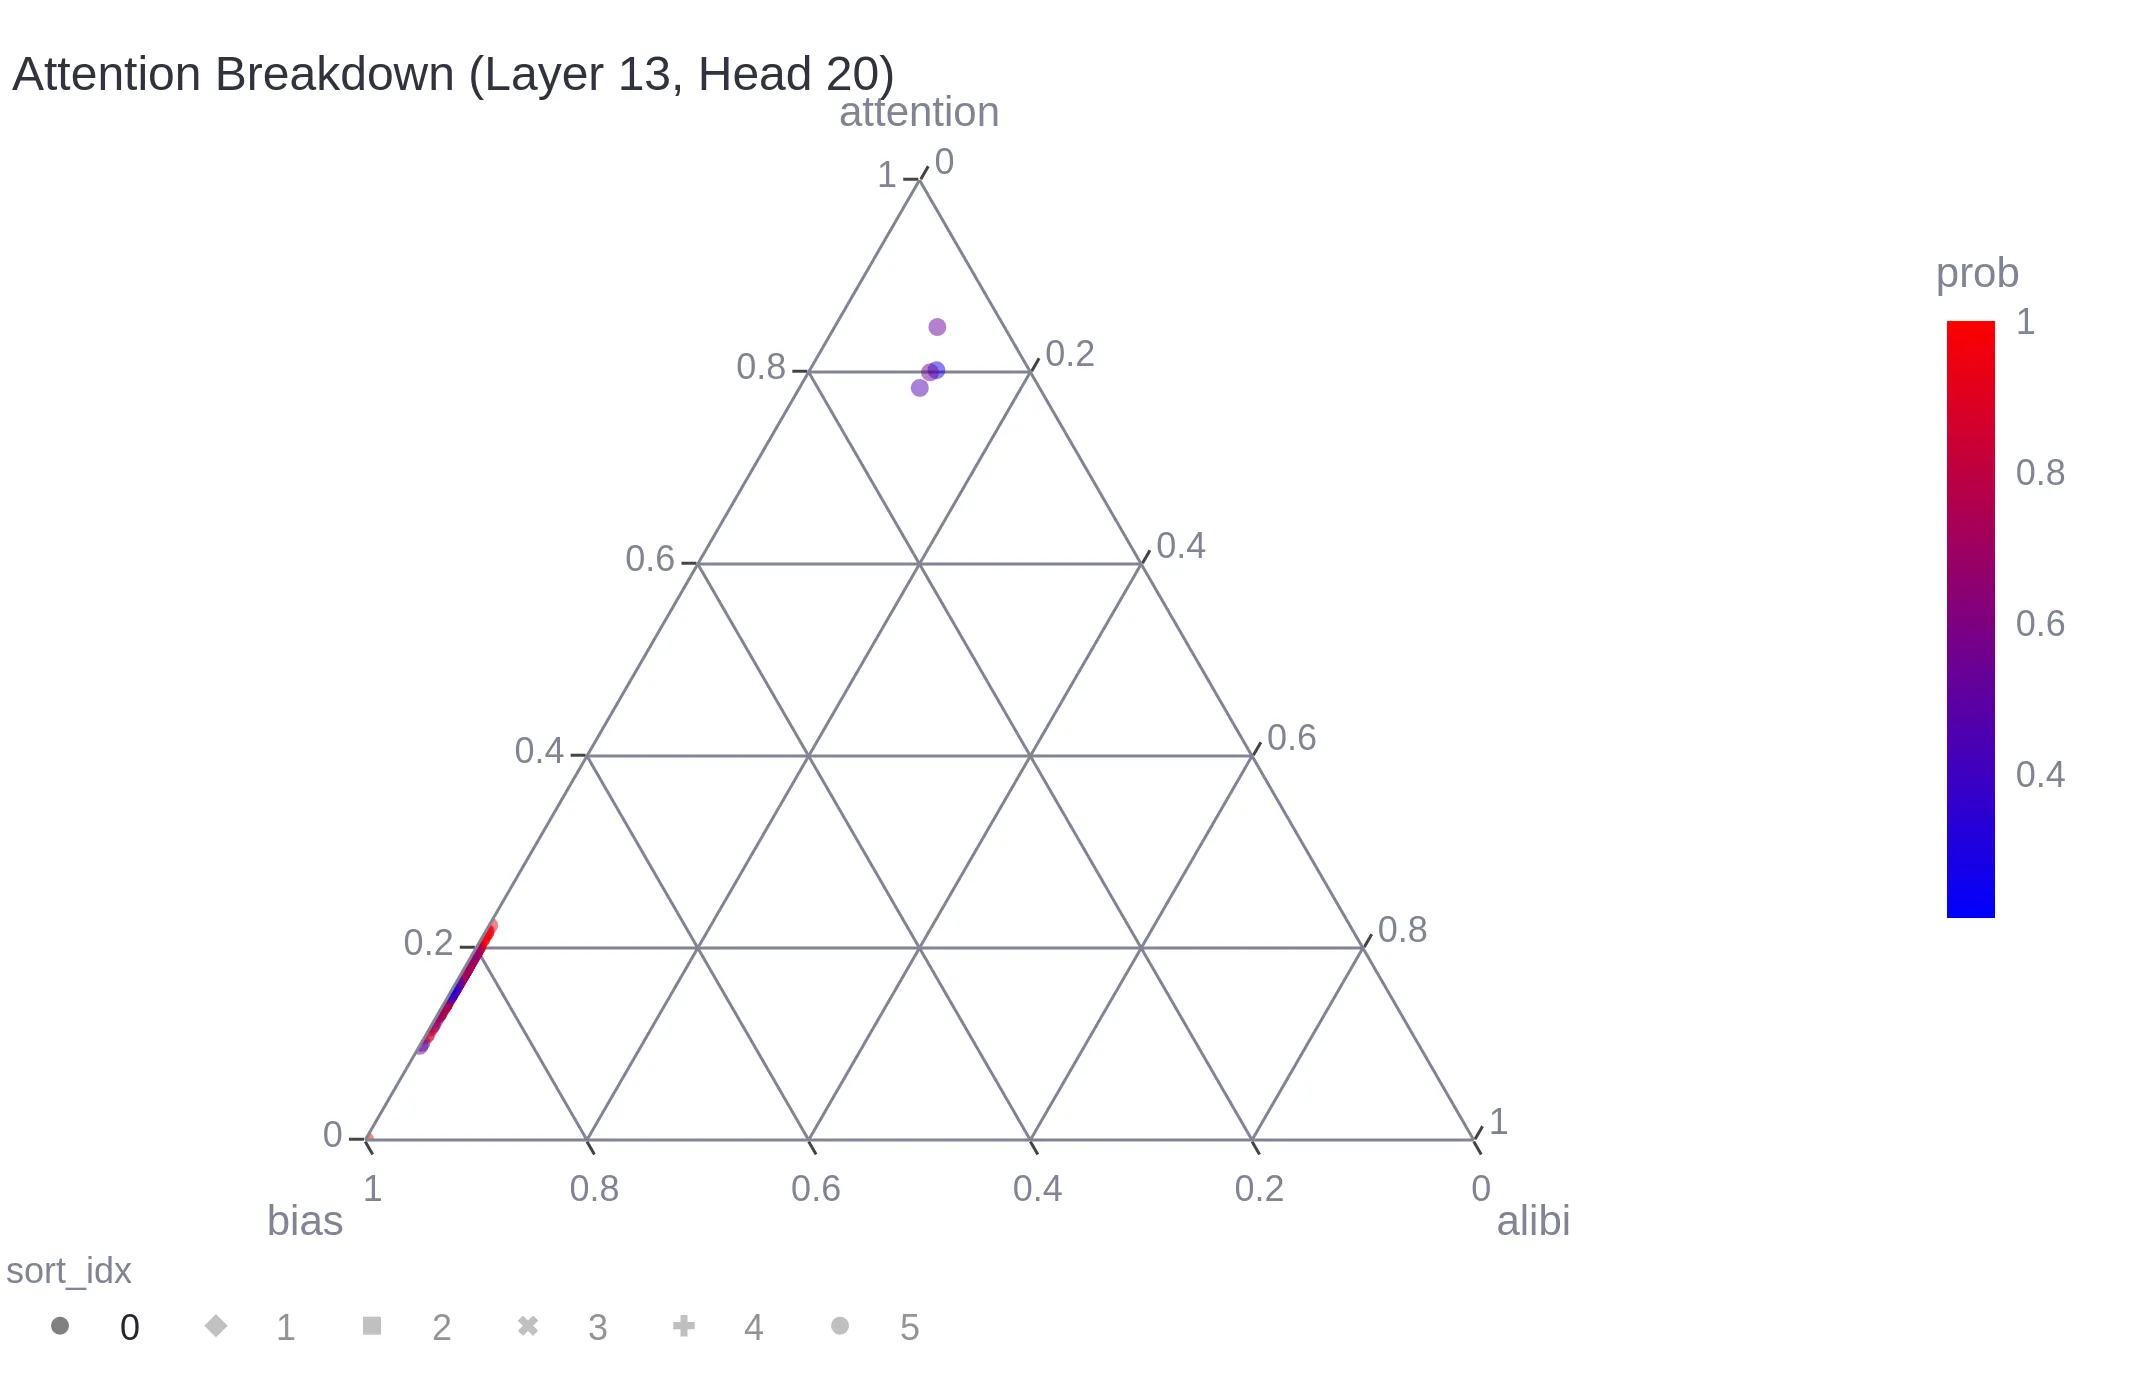 Attention Breakdown (Layer 13, Head 20)
attention
1 0
prob
1
0.8 0.2
0.8
0.6 0.4
0.6
0.4 0.6
0.4
0.2 0.8
0 1
1 0.8 0.6 0.4 0.2 0
bias alibi
sort_idx
0 1 2 3 4 5